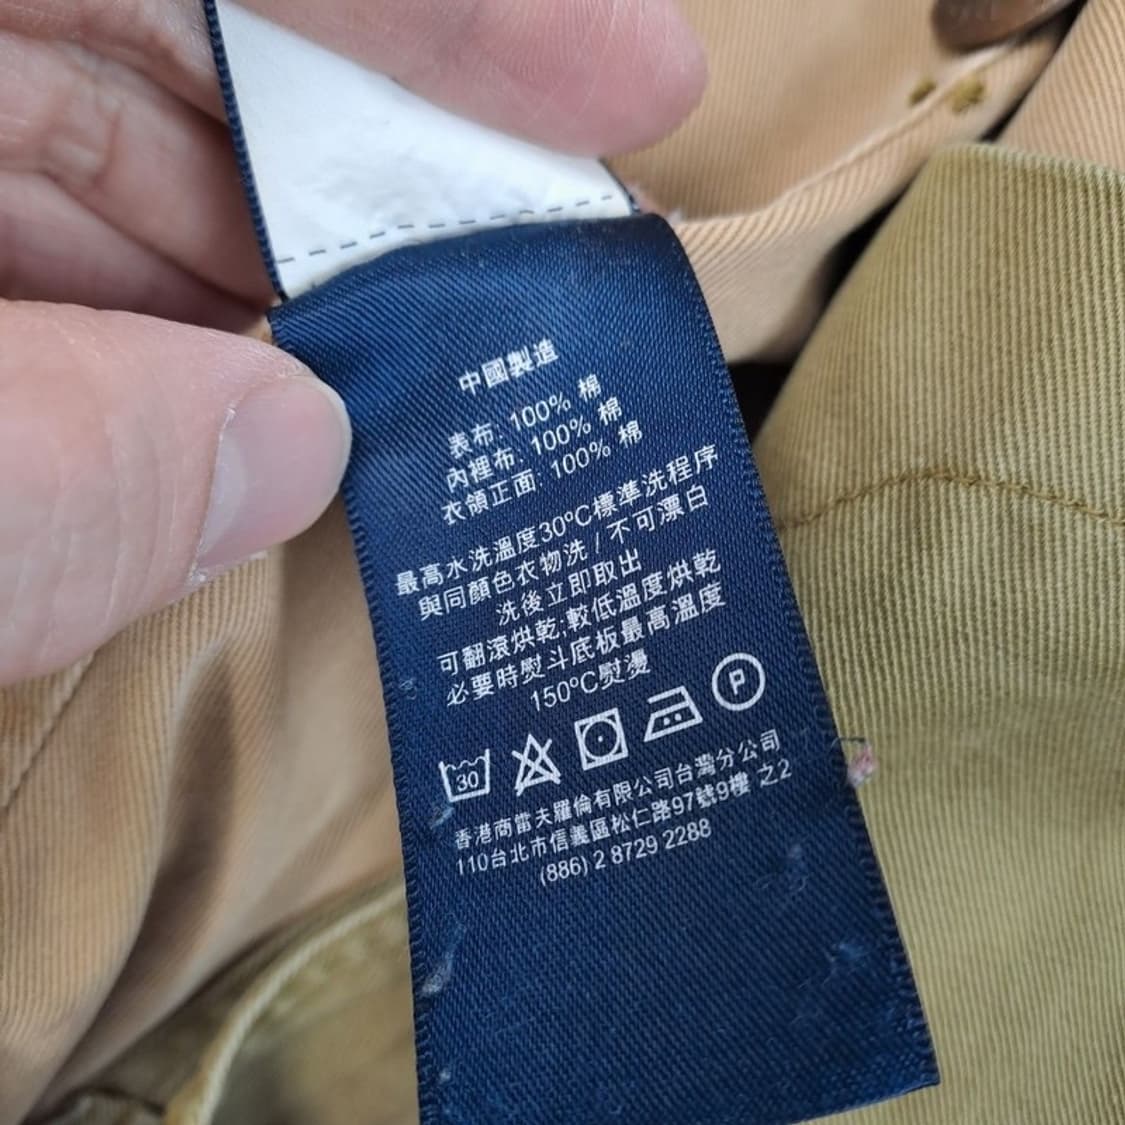 中國製造
表布: 100% 棉
內裡布: 100% 棉
衣領正面: 100% 棉
最高水洗溫度30ºC標準洗程序
與同顏色衣物洗 / 不可漂白
洗後立即取出
可翻滾烘乾;較低溫度烘乾
必要時熨斗底板最高溫度
150ºC熨燙
30
P
香港商雷夫羅倫有限公司台灣分公司
110台北市信義區松仁路97號9樓 之2
(886) 2 8729 2288